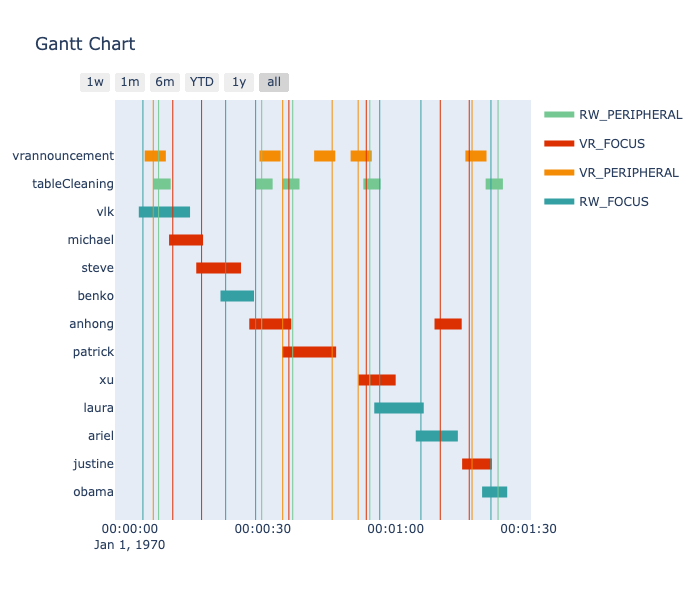 Gantt Chart
1w 1m 6m YTD 1y all
RW_PERIPHERAL
VR_FOCUS
VR_PERIPHERAL
RW_FOCUS
vrannouncement
tableCleaning
vlk
michael
steve
benko
anhong
patrick
xu
laura
ariel
justine
obama
00:00:00 00:00:30 00:01:00 00:01:30
Jan 1, 1970